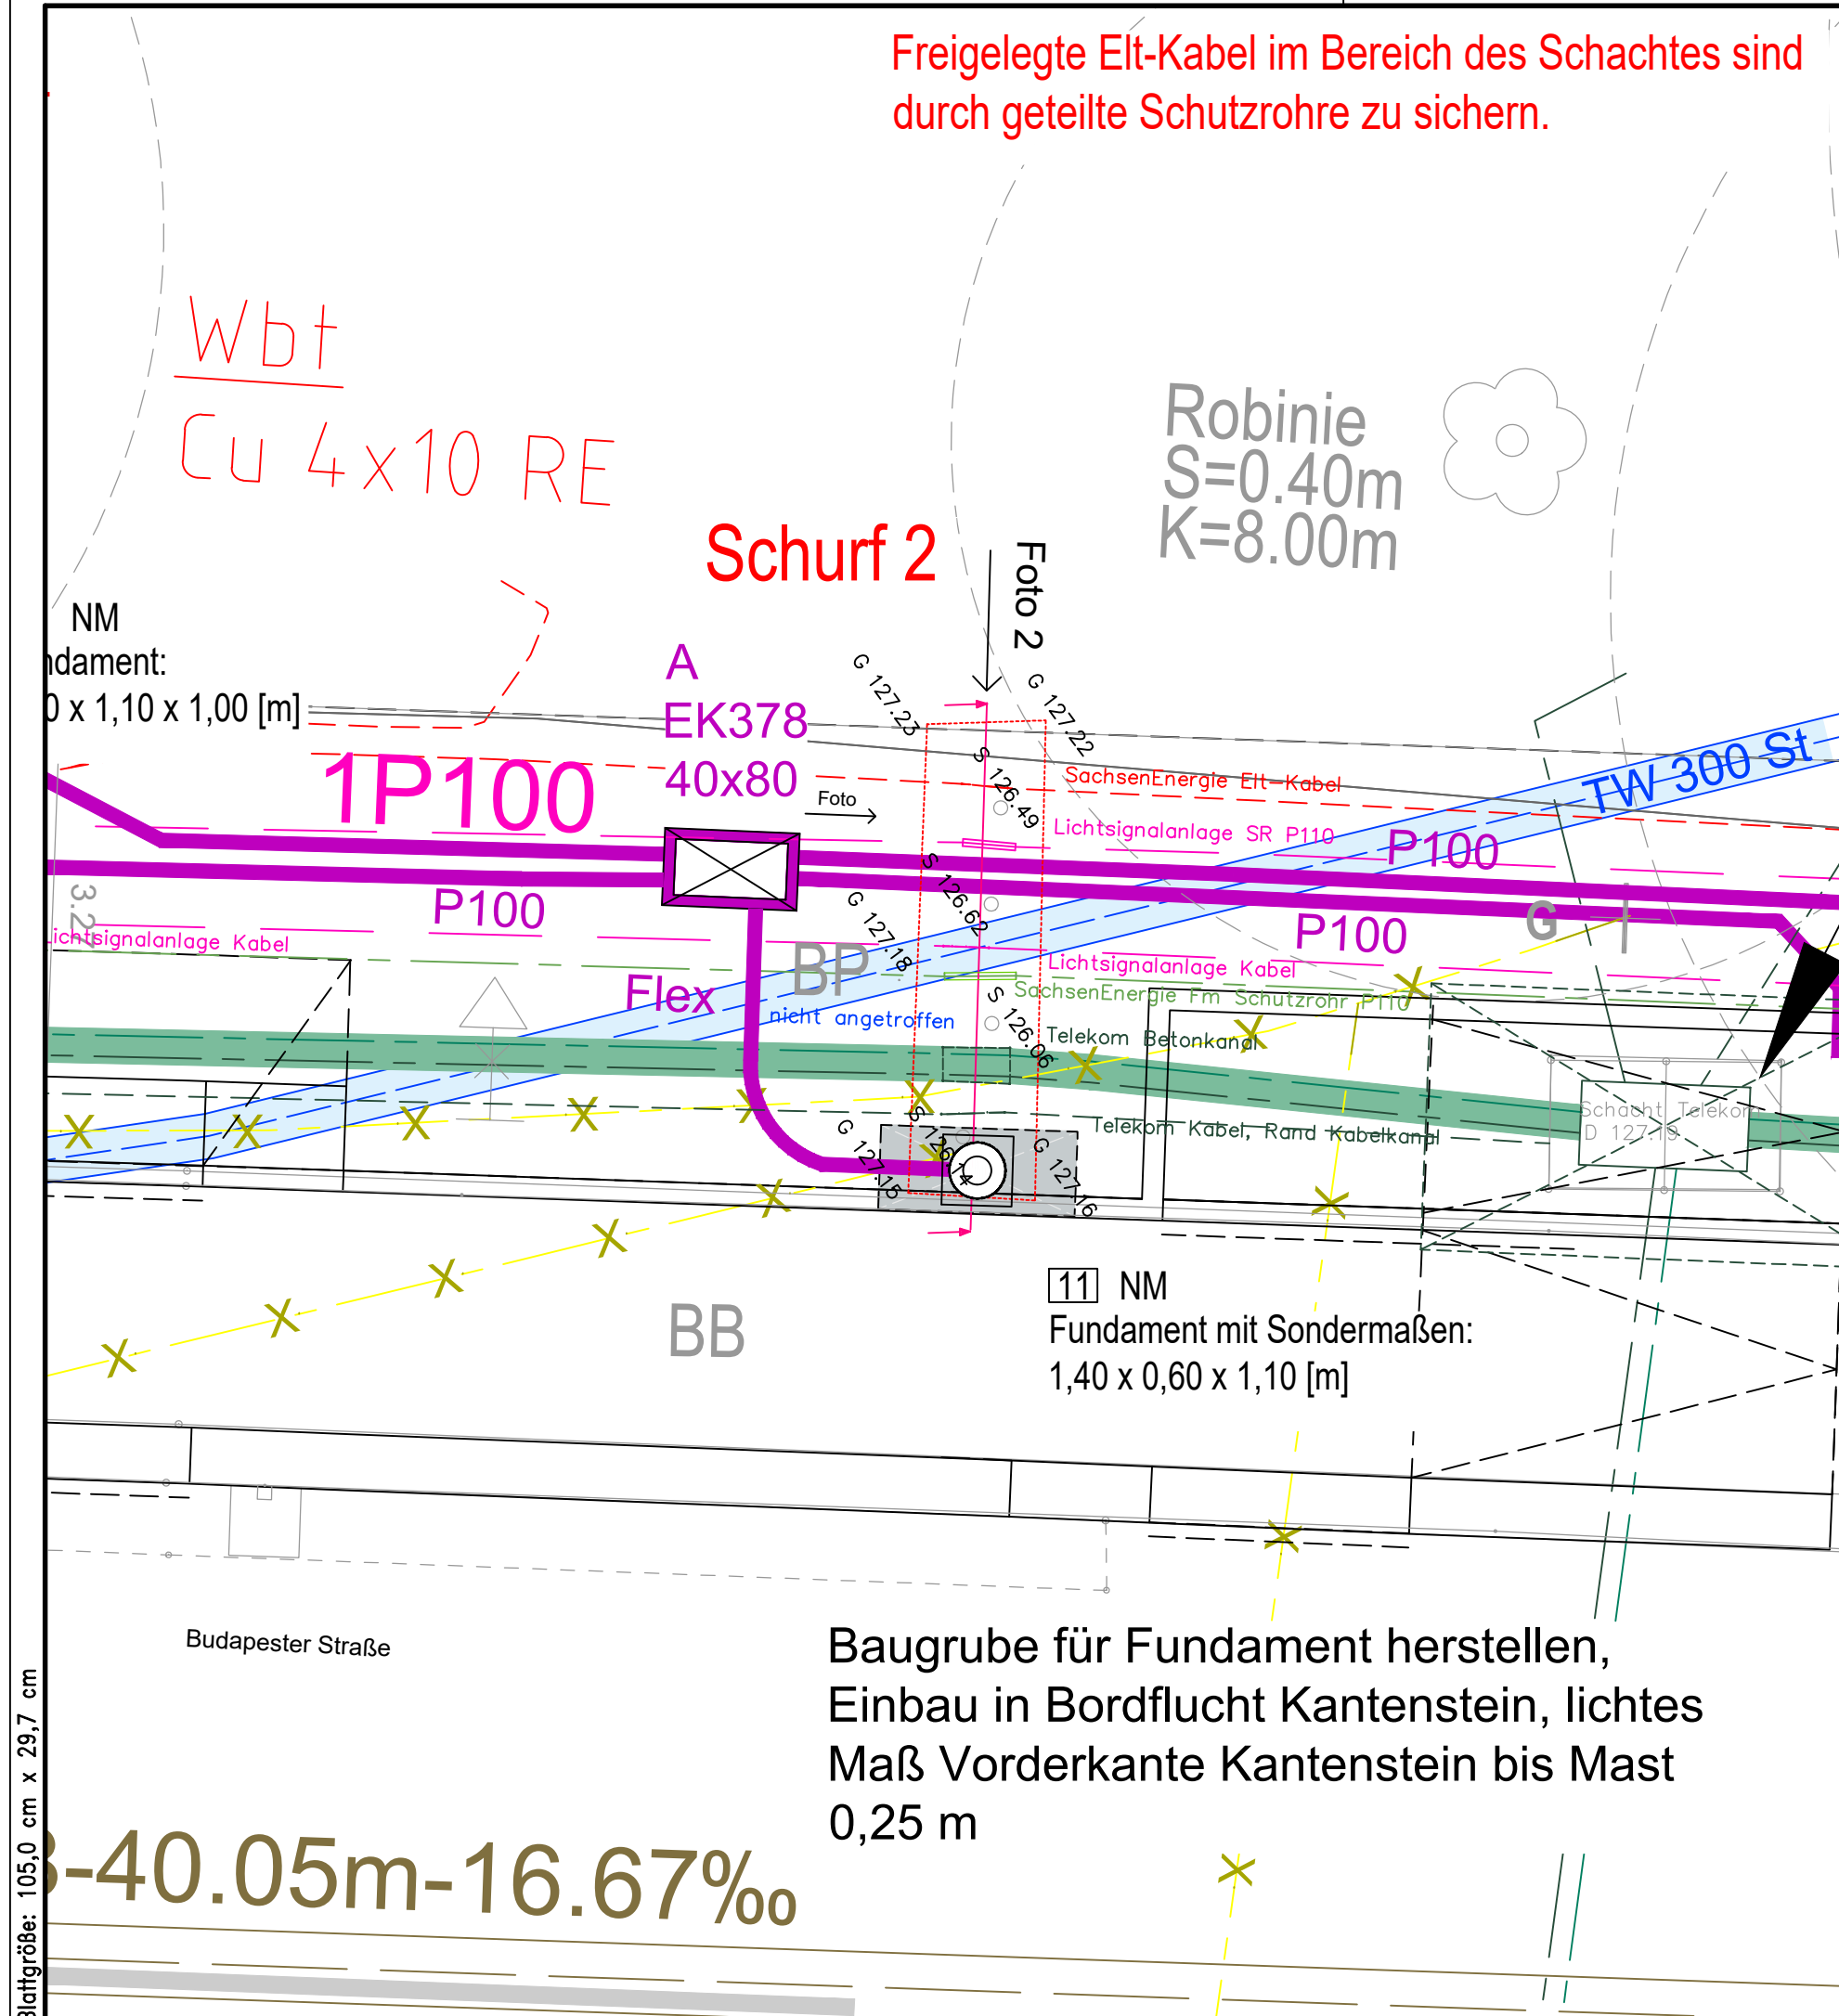 Freigelegte Elt-Kabel im Bereich des Schachtes sind
durch geteilte Schutzrohre zu sichern.
Wbt
Cu 4x10 RE
Robinie
S=0.40m
K=8.00m
Schurf 2
Foto 2
NM
0 x 1,10 x 1,00 [m]
A
EK378
40x80
1P100
Foto
G 127.23
G 127.22
S 126.49
SachsenEnergie Elt-Kabel
TW 300 St
Lichtsignalanlage SR P110
P100
S 126.62
G 127.18
3.27
P100
P100
G
Lichtsignalanlage Kabel
BP
Lichtsignalanlage Kabel
Flex
SachsenEnergie Fm Schutzrohr P110
nicht angetroffen
S 126.06
Telekom Betonkanal
Schacht Telekom
D 127.19
Telekom Kabel, Rand Kabelkanal
G 127.15
S 126.14
G 127.16
11 NM
Fundament mit Sondermaßen:
1,40 x 0,60 x 1,10 [m]
BB
Budapester Straße
Baugrube für Fundament herstellen,
Einbau in Bordflucht Kantenstein, lichtes
Maß Vorderkante Kantenstein bis Mast
0,25 m
-40.05m-16.67‰
Blattgröße: 105,0 cm x 29,7 cm